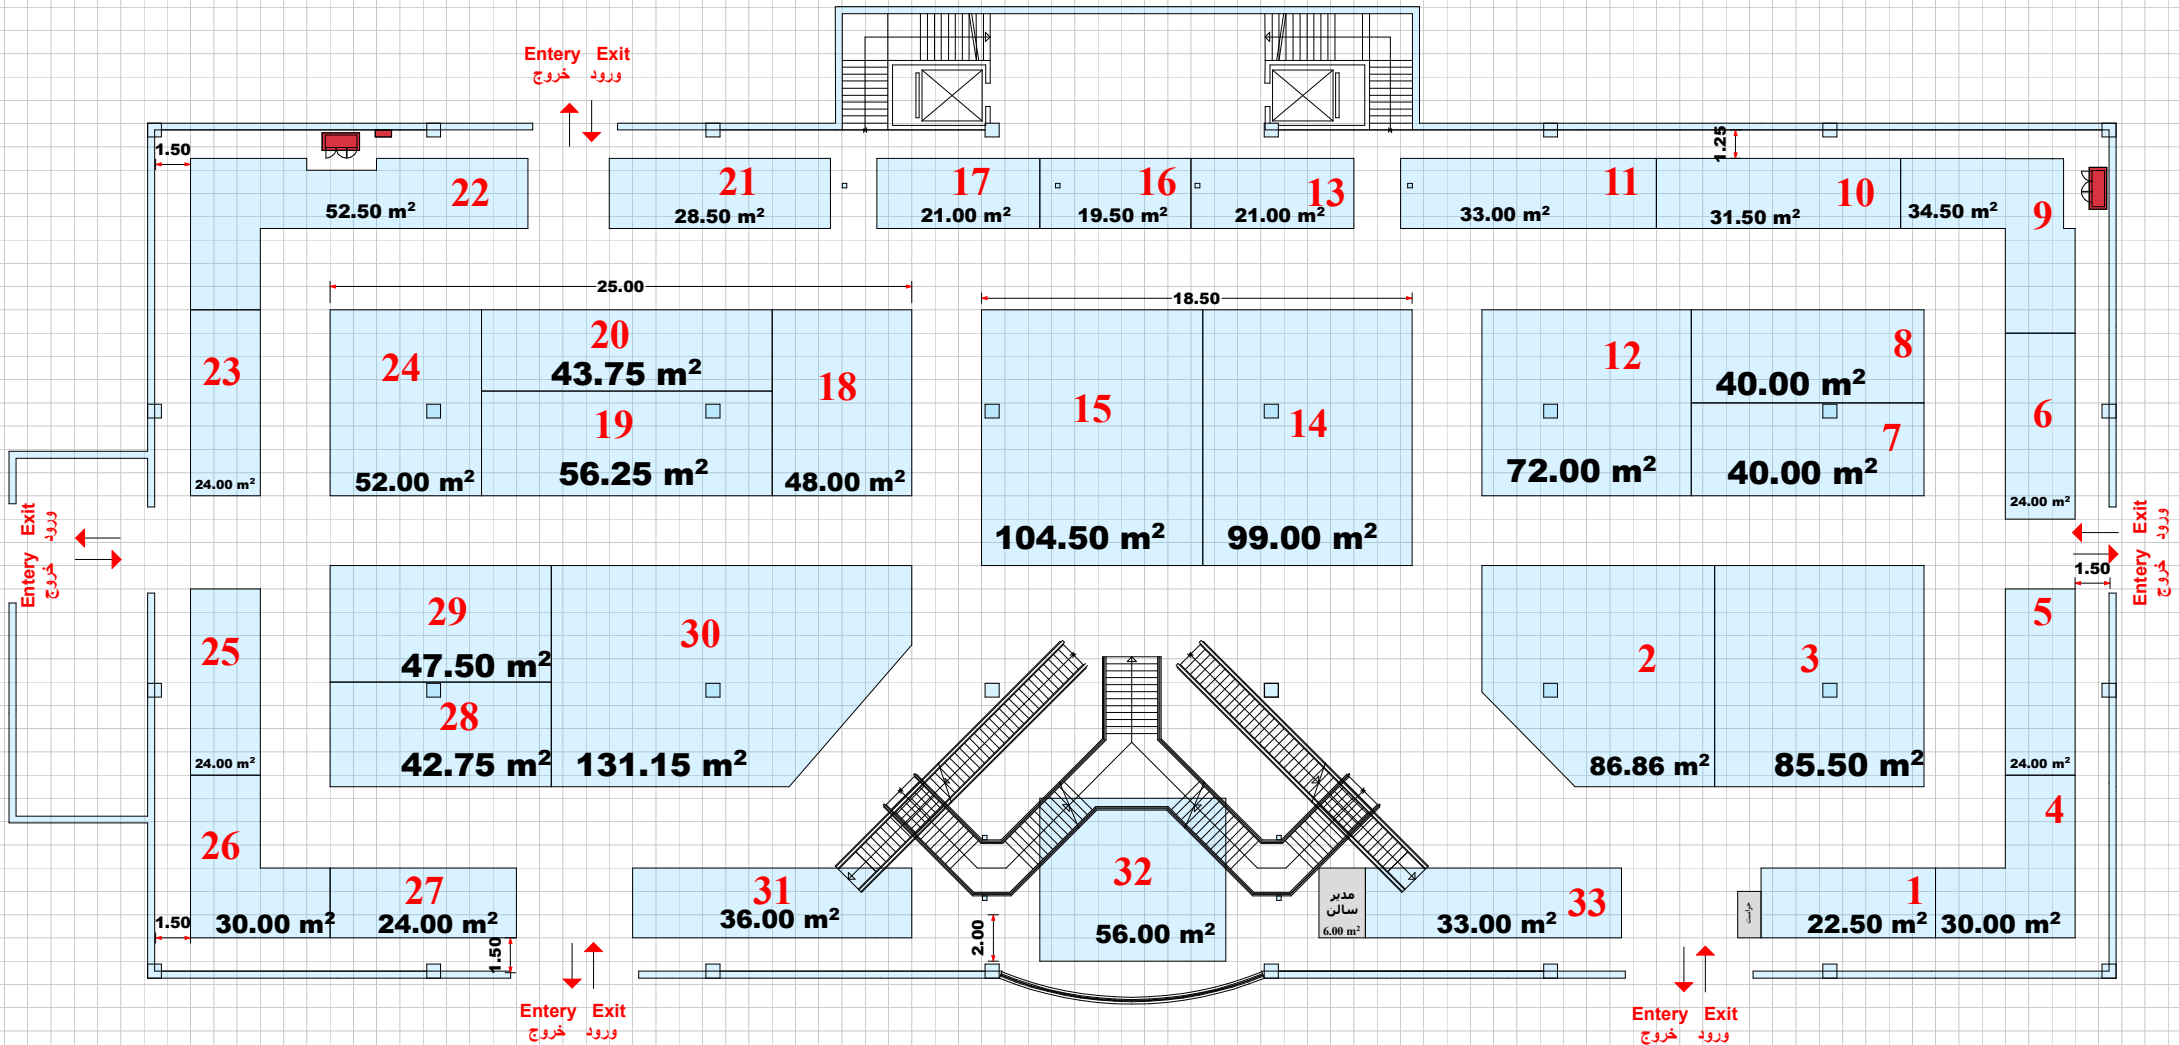 Entery Exit
خروج ورود
1.50
1.25
22
52.50 m²
21
28.50 m²
17
21.00 m²
16
19.50 m²
13
21.00 m²
11
33.00 m²
10
31.50 m²
34.50 m²
9
25.00
18.50
23
24.00 m²
24
52.00 m²
20
43.75 m²
19
56.25 m²
18
48.00 m²
15
104.50 m²
14
99.00 m²
12
72.00 m²
8
40.00 m²
7
40.00 m²
6
24.00 m²
Entery Exit
خروج ورود
Entery Exit
خروج ورود
1.50
25
24.00 m²
29
47.50 m²
28
42.75 m²
30
131.15 m²
2
86.86 m²
3
85.50 m²
5
24.00 m²
4
30.00 m²
26
30.00 m²
1.50
27
24.00 m²
1.50
31
36.00 m²
2.00
32
56.00 m²
مدیر
سالن
6.00 m²
33
33.00 m²
حراست
1
22.50 m²
Entery Exit
خروج ورود
Entery Exit
خروج ورود